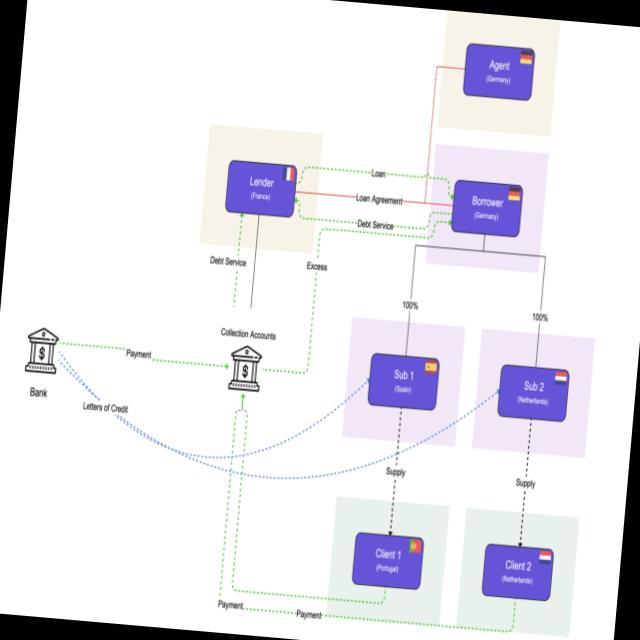 Agent
(Germany)
Lender
(France)
Loan
Loan Agreement
Debt Service
Borrower
(Germany)
Debt Service
Excess
100%
100%
Collection Accounts
$
$
Payment
Bank
Letters of Credit
Sub 1
(Spain)
Sub 2
(Netherlands)
Supply
Supply
Client 1
(Portugal)
Client 2
(Netherlands)
Payment
Payment